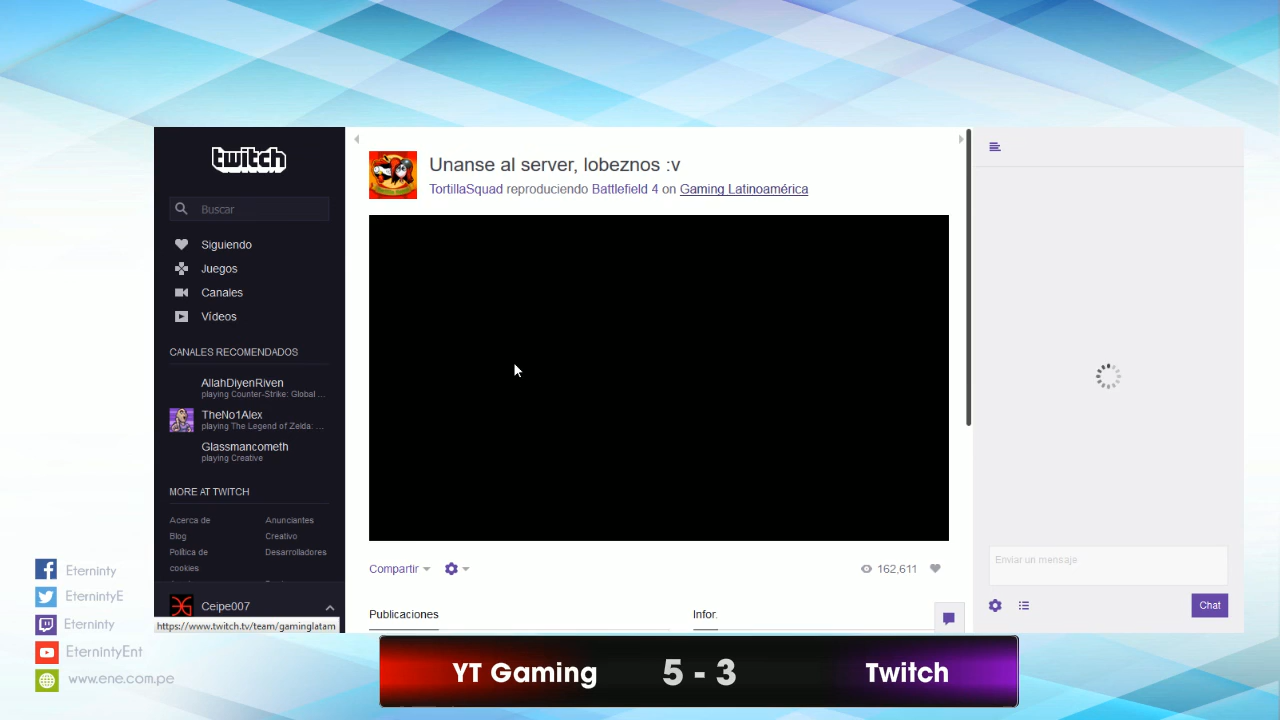 twitch
Buscar
Siguiendo
Juegos
Canales
Vídeos
CANALES RECOMENDADOS
AllahDiyenRiven
playing Counter-Strike: Global ...
TheNo1Alex
playing The Legend of Zelda: ...
Glassmancometh
playing Creative
MORE AT TWITCH
Acerca de
Anunciantes
Blog
Creativo
Política de
cookies
Desarrolladores
Ceipe007
https://www.twitch.tv/team/gaminglatam
Unanse al server, lobeznos :v
TortillaSquad reproduciendo Battlefield 4 on Gaming Latinoamérica
Compartir
162,611
Publicaciones
Infor.
Enviar un mensaje
Chat
Eterninty
EternintyE
Eterninty
EternintyEnt
www.ene.com.pe
YT Gaming 5 - 3 Twitch